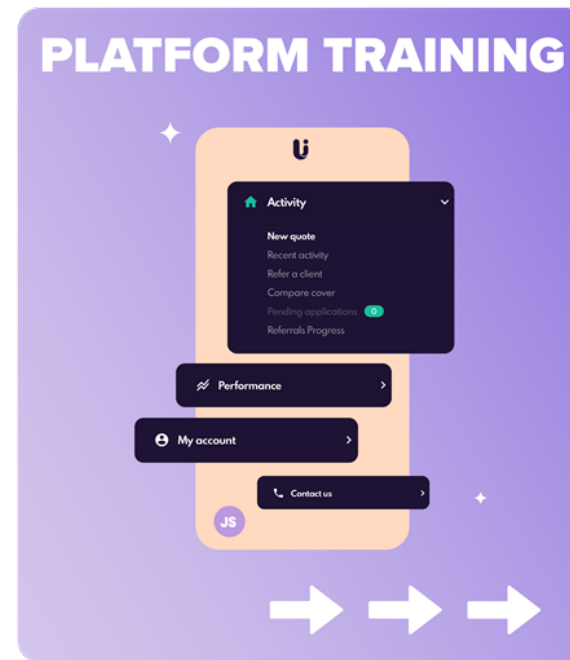 PLATFORM TRAINING
Activity
New quote
Recent activity
Refer a client
Compare cover
Pending applications 0
Referrals Progress
Performance
My account
Contact us
JS